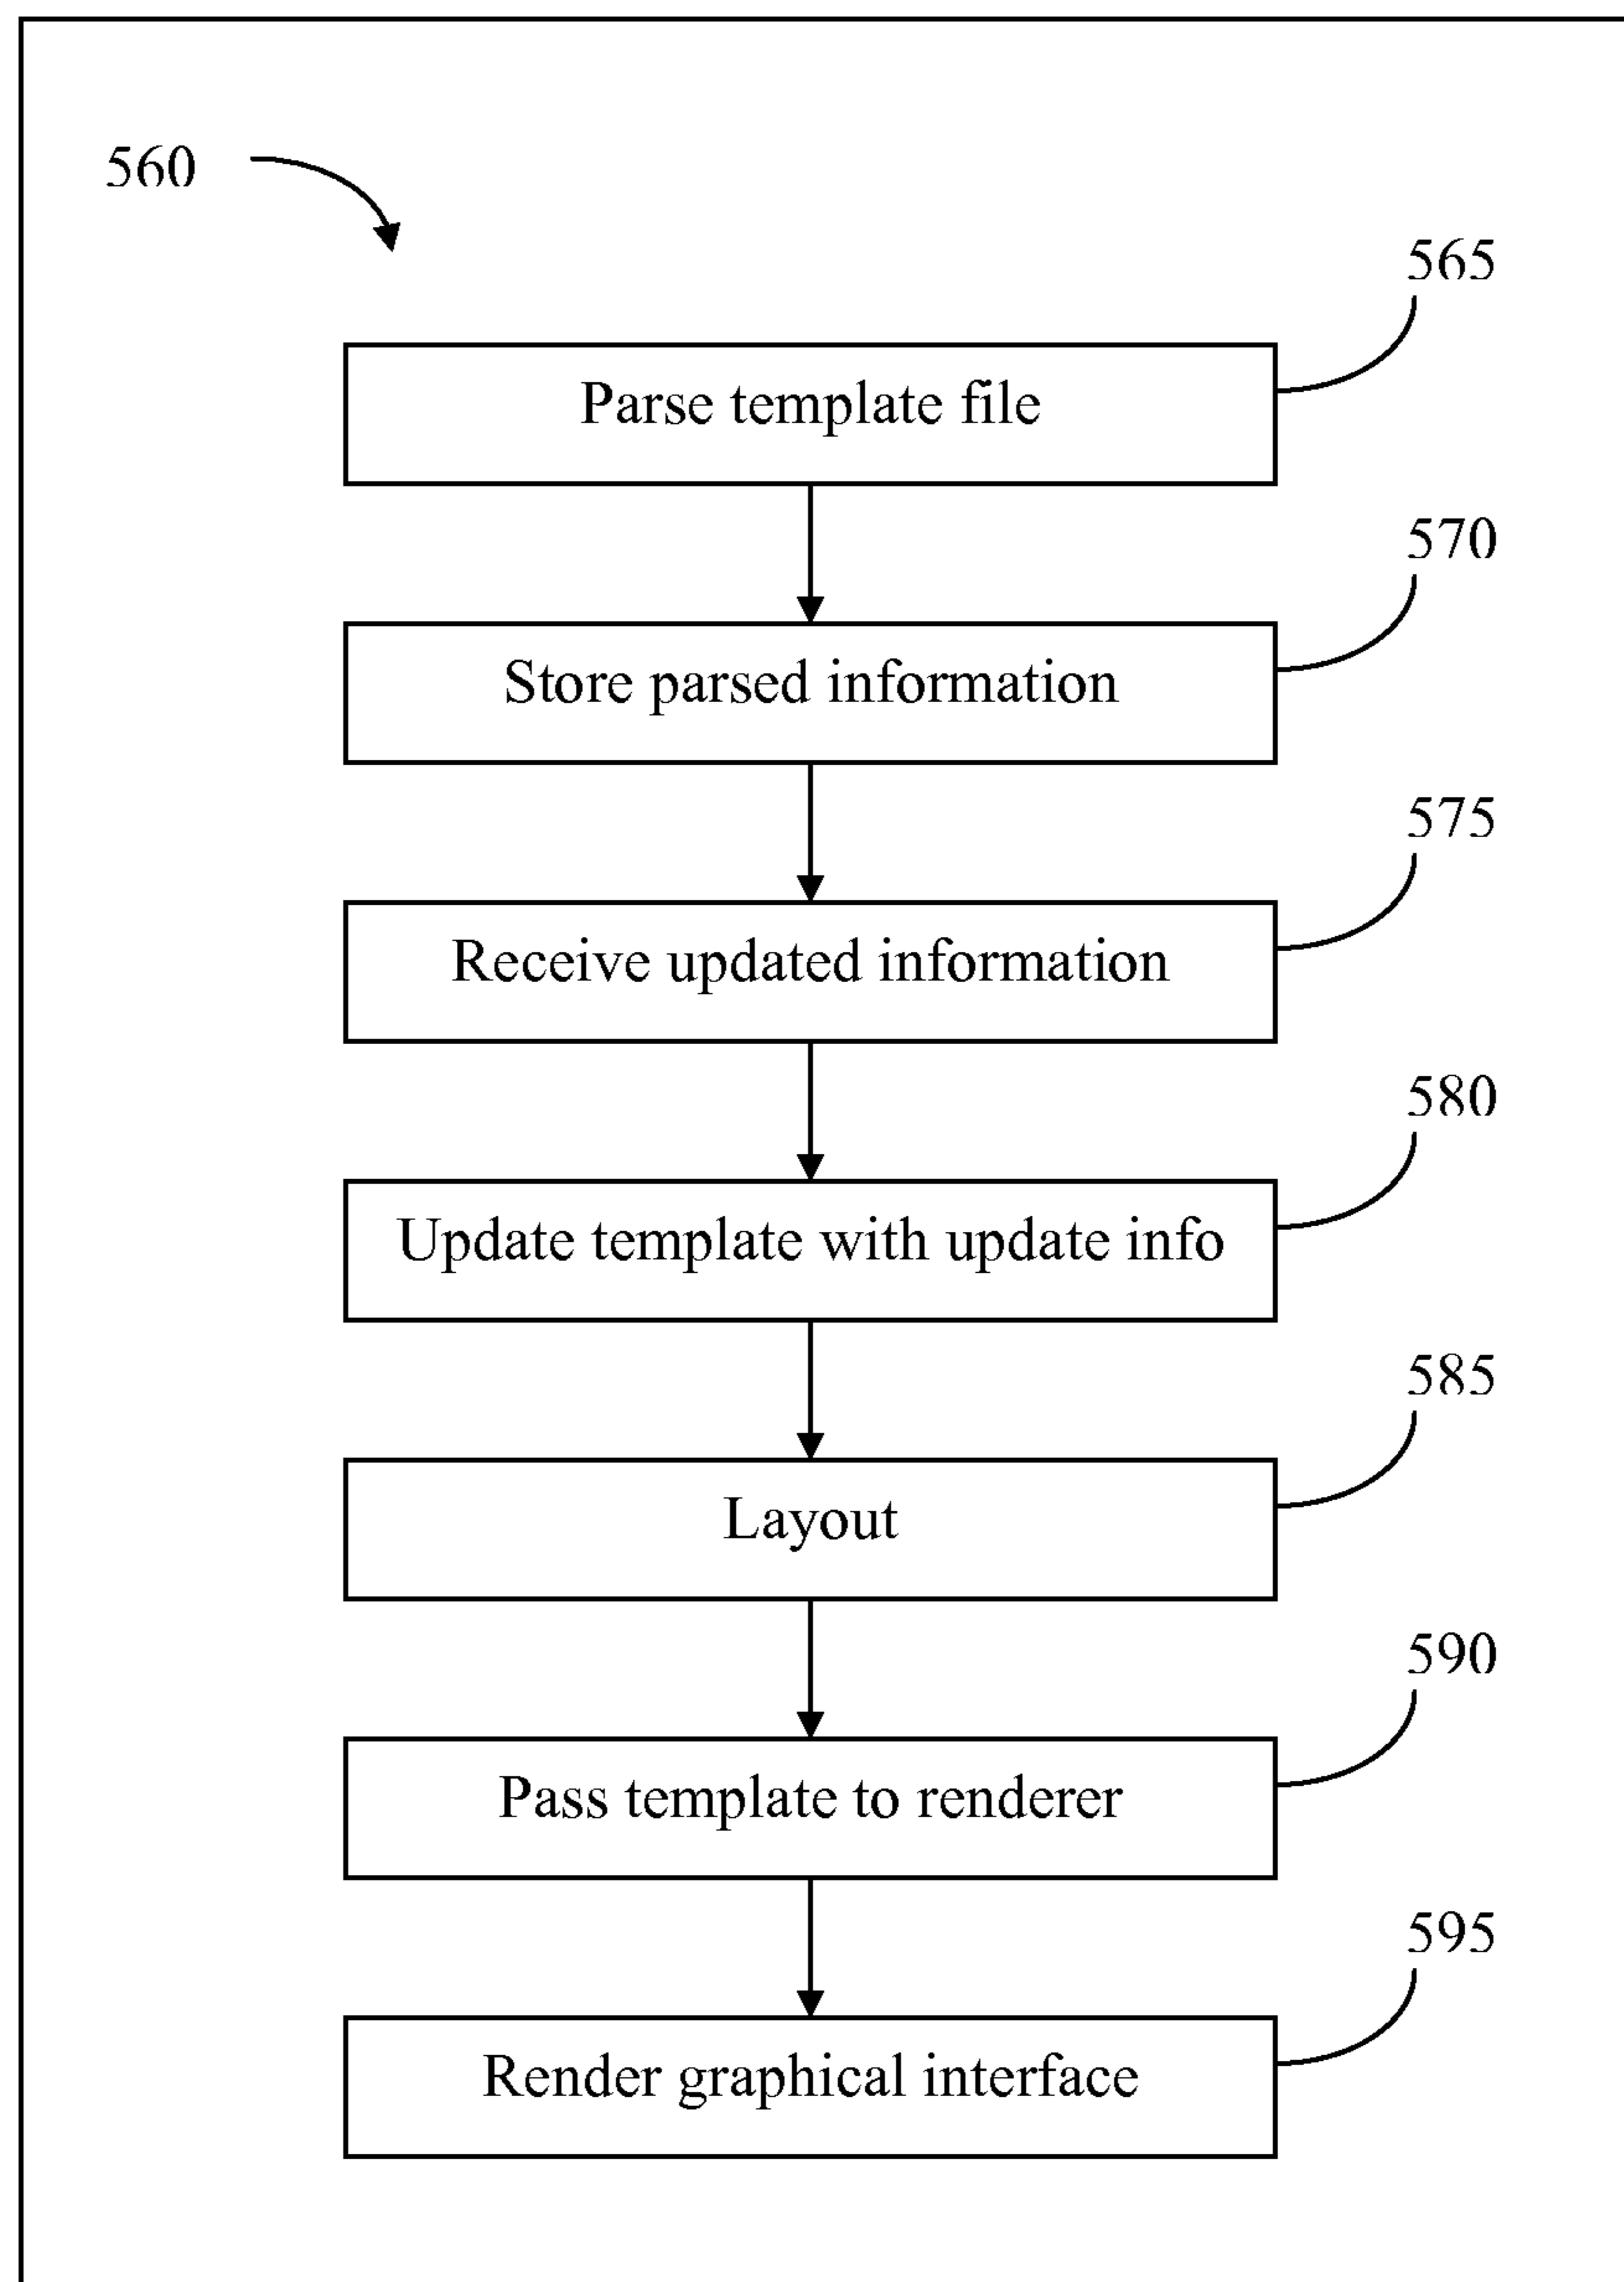 560
565
Parse template file
570
Store parsed information
575
Receive updated information
580
Update template with update info
585
Layout
590
Pass template to renderer
595
Render graphical interface